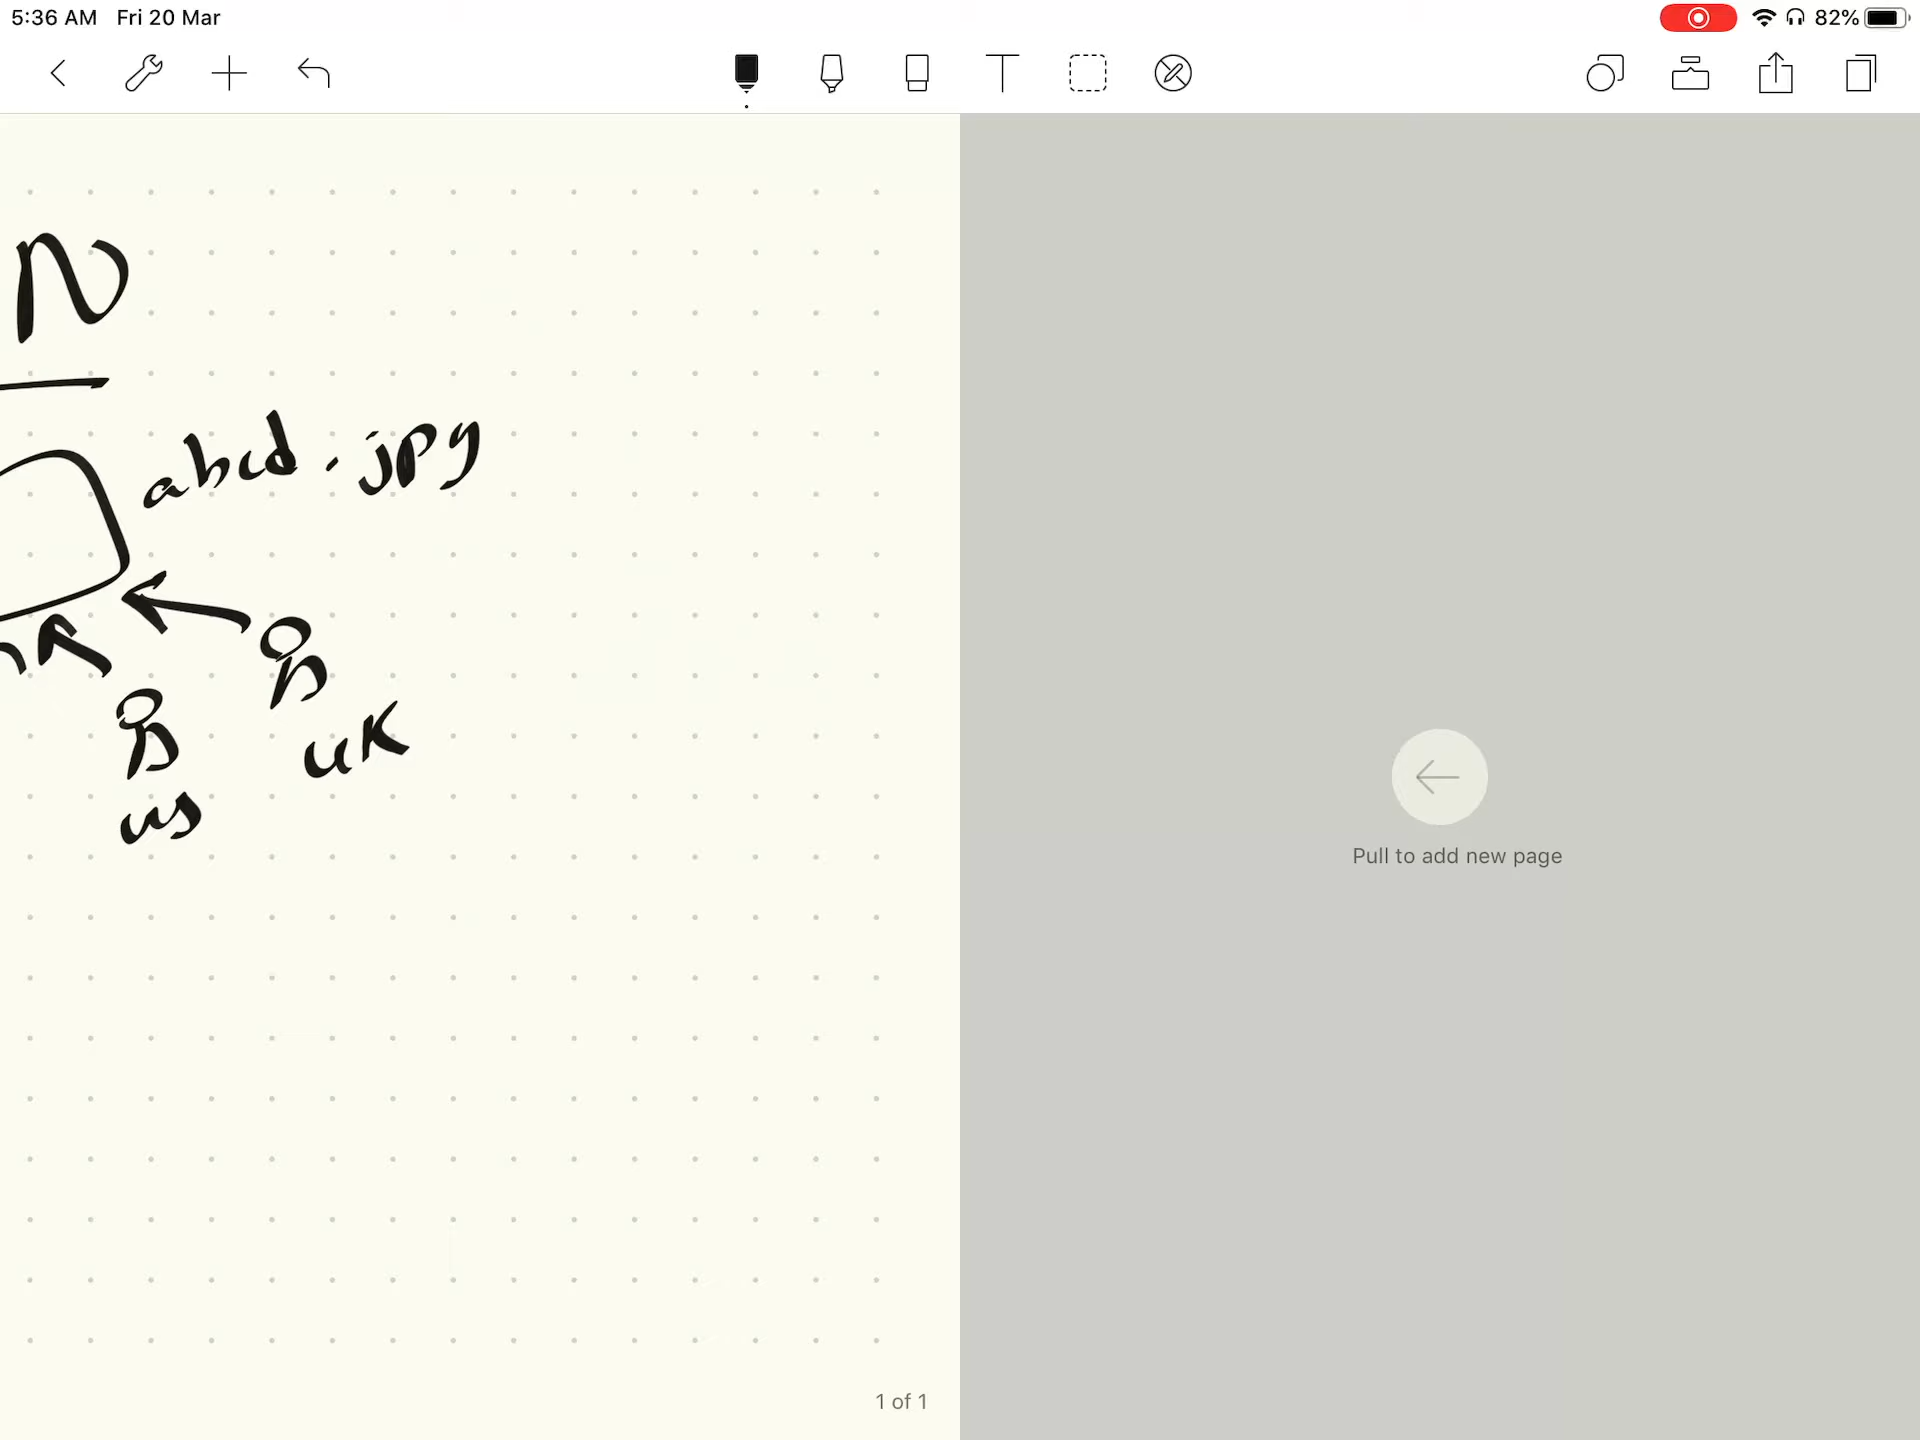 5:36 AM Fri 20 Mar
82%
N
abcd.jpg
UK
us
Pull to add new page
1 of 1